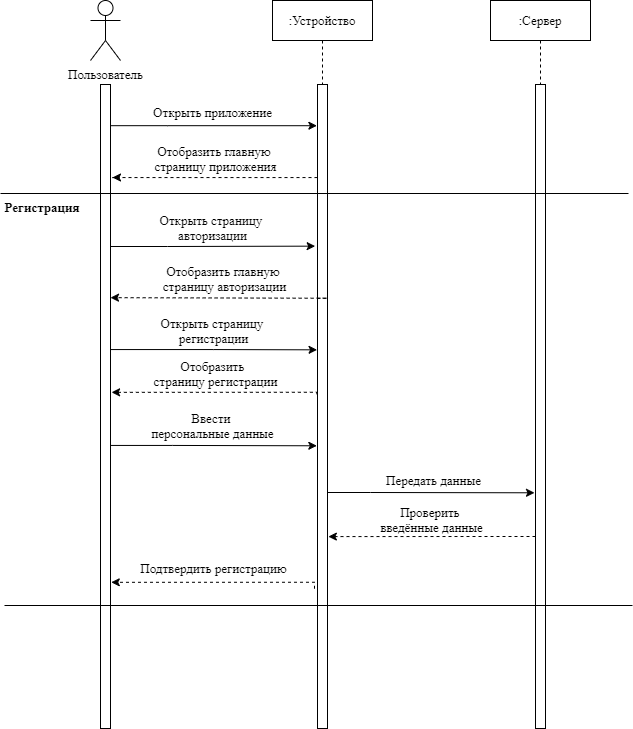 :Устройство
:Сервер
Пользователь
Открыть приложение
Отобразить главную
страницу приложения
Регистрация
Открыть страницу
авторизации
Отобразить главную
страницу авторизации
Открыть страницу
регистрации
Отобразить
страницу регистрации
Ввести
персональные данные
Передать данные
Проверить
введённые данные
Подтвердить регистрацию